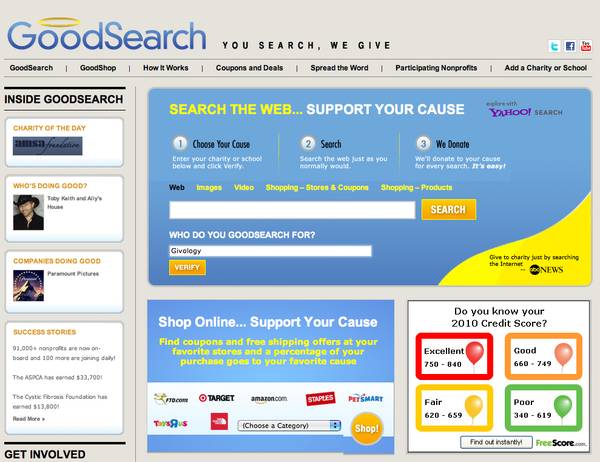 GoodSearch
YOU SEARCH, WE GIVE
GoodSearch | GoodShop | How It Works | Coupons and Deals | Spread the Word | Participating Nonprofits | Add a Charity or School
INSIDE GOODSEARCH
CHARITY OF THE DAY
amsa foundation
WHO'S DOING GOOD?
Toby Keith and Ally's
House
COMPANIES DOING GOOD
Paramount Pictures
SUCCESS STORIES
91,000+ nonprofits are now on-
board and 100 more are joining daily!
The ASPCA has earned $33,700!
The Cystic Fibrosis Foundation has
earned $13,800!
Read More »
GET INVOLVED
SEARCH THE WEB... SUPPORT YOUR CAUSE
explore with
YAHOO! SEARCH
1 Choose Your Cause
Enter your charity or school
below and click Verify.
2 Search
Search the web just as you
normally would.
3 We Donate
We'll donate to your cause
for every search. It's easy!
Web Images Video Shopping – Stores & Coupons Shopping – Products
SEARCH
WHO DO YOU GOODSEARCH FOR?
Givology
VERIFY
Give to charity just by searching
the Internet
-- abc NEWS
Shop Online... Support Your Cause
Find coupons and free shipping offers at your
favorite stores and a percentage of your
purchase goes to your favorite cause
FTD.COM TARGET amazon.com STAPLES PETSMART
TOYSRUS THE NORTH FACE (Choose a Category) Shop!
Do you know your
2010 Credit Score?
Excellent
750 - 840
Good
660 - 749
Fair
620 - 659
Poor
340 - 619
Find out instantly! FreeScore.com